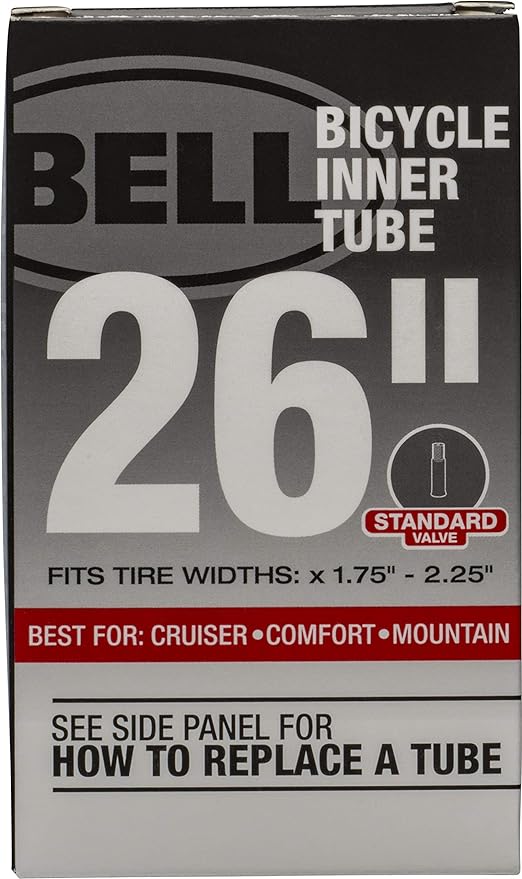 BELL
BICYCLE
INNER
TUBE
26"
STANDARD
VALVE
FITS TIRE WIDTHS: x 1.75" - 2.25"
BEST FOR: CRUISER•COMFORT•MOUNTAIN
SEE SIDE PANEL FOR
HOW TO REPLACE A TUBE